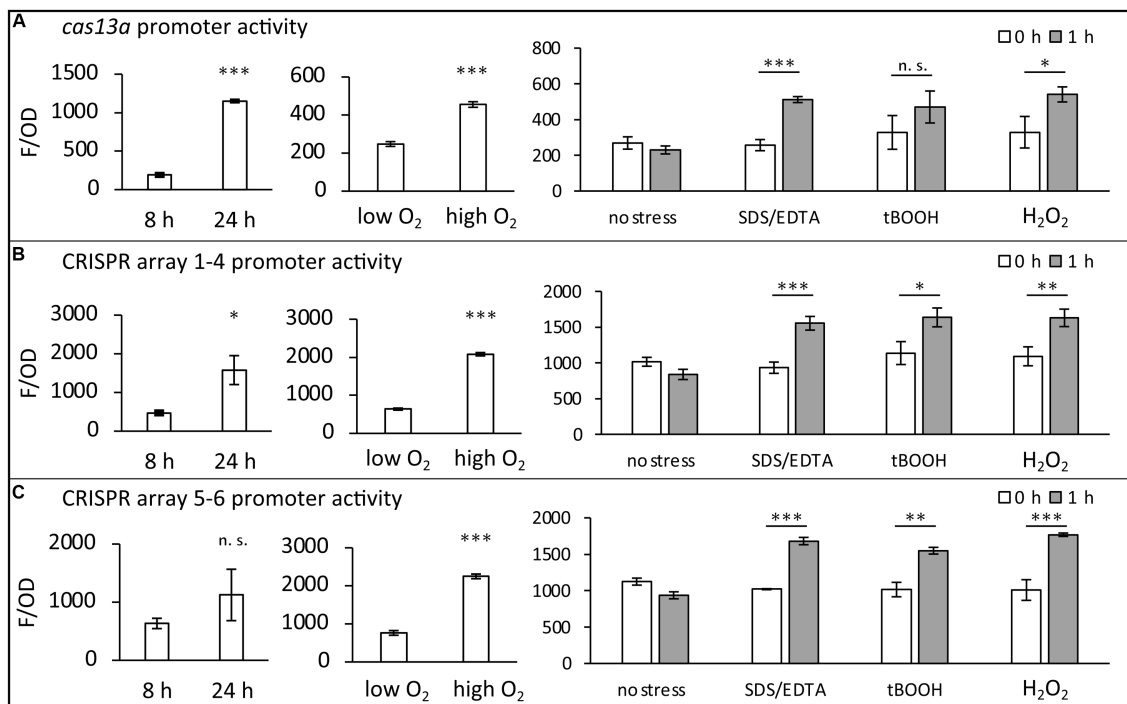 A
cas13a promoter activity
0 h 1 h
1500
1000
500
0
F/OD
***
8 h 24 h
600
400
200
0
***
low O2 high O2
800
600
400
200
0
*** n. s. *
no stress SDS/EDTA tBOOH H2O2
B
CRISPR array 1-4 promoter activity
0 h 1 h
3000
2000
1000
0
F/OD
*
8 h 24 h
3000
2000
1000
0
***
low O2 high O2
2000
1500
1000
500
0
*** * **
no stress SDS/EDTA tBOOH H2O2
C
CRISPR array 5-6 promoter activity
0 h 1 h
2000
1000
0
F/OD
n. s.
8 h 24 h
3000
2000
1000
0
***
low O2 high O2
2000
1500
1000
500
0
*** ** ***
no stress SDS/EDTA tBOOH H2O2